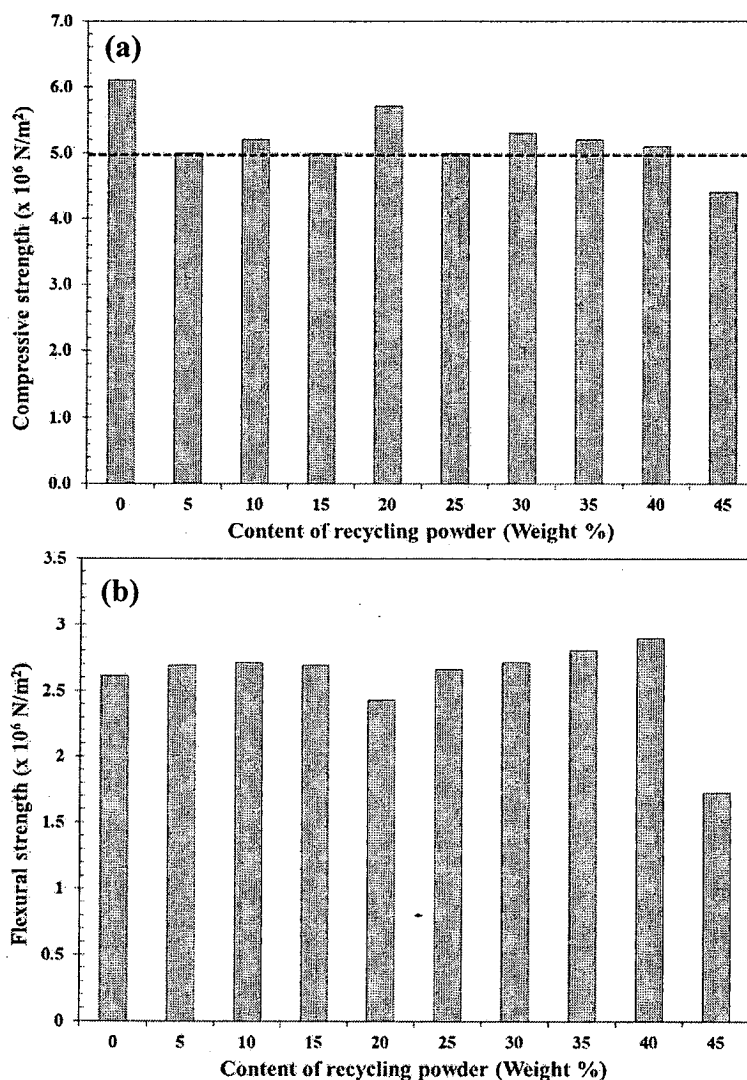 (a)
Compressive strength (x 10⁶ N/m²)
7.0
6.0
5.0
4.0
3.0
2.0
1.0
0.0
0 5 10 15 20 25 30 35 40 45
Content of recycling powder (Weight %)
(b)
Flexural strength (x 10⁶ N/m²)
3.5
3
2.5
2
1.5
1
0.5
0
0 5 10 15 20 25 30 35 40 45
Content of recycling powder (Weight %)